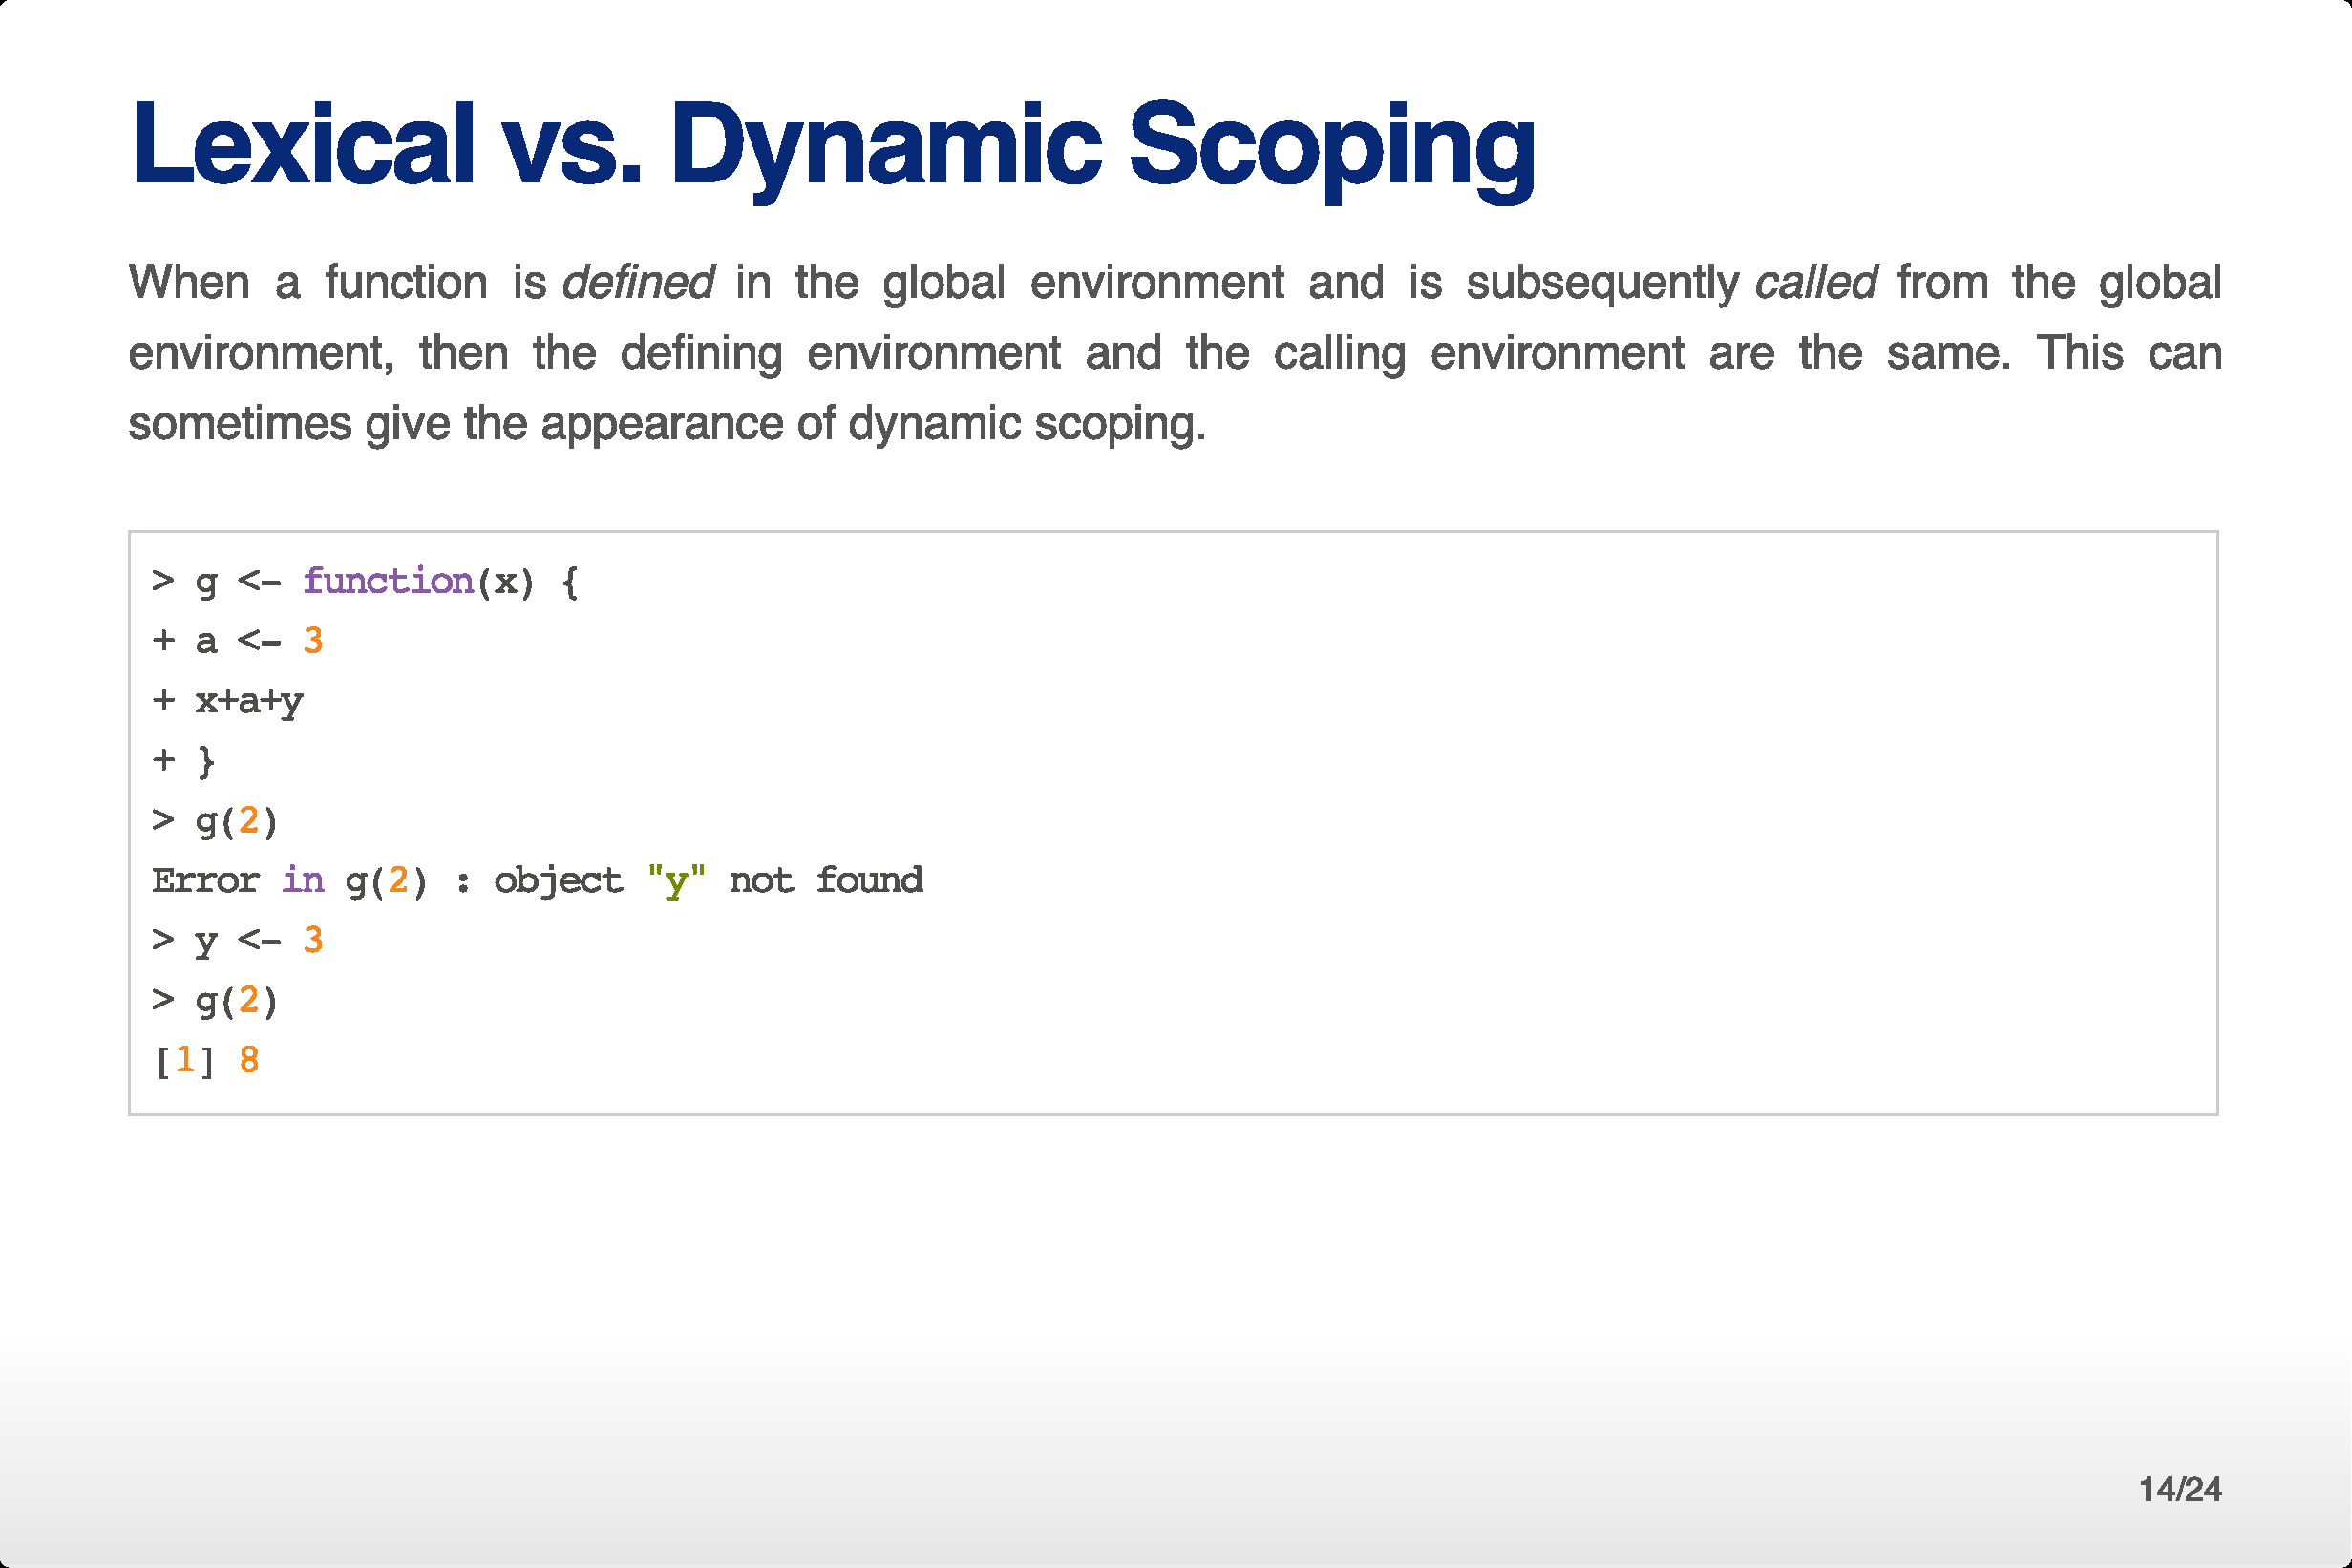 Lexical vs. Dynamic Scoping
When a function is defined in the global environment and is subsequently called from the global
environment, then the defining environment and the calling environment are the same. This can
sometimes give the appearance of dynamic scoping.
> g <- function(x) {
+ a <- 3
+ x+a+y
+ }
> g(2)
Error in g(2) : object "y" not found
> y <- 3
> g(2)
[1] 8
14/24